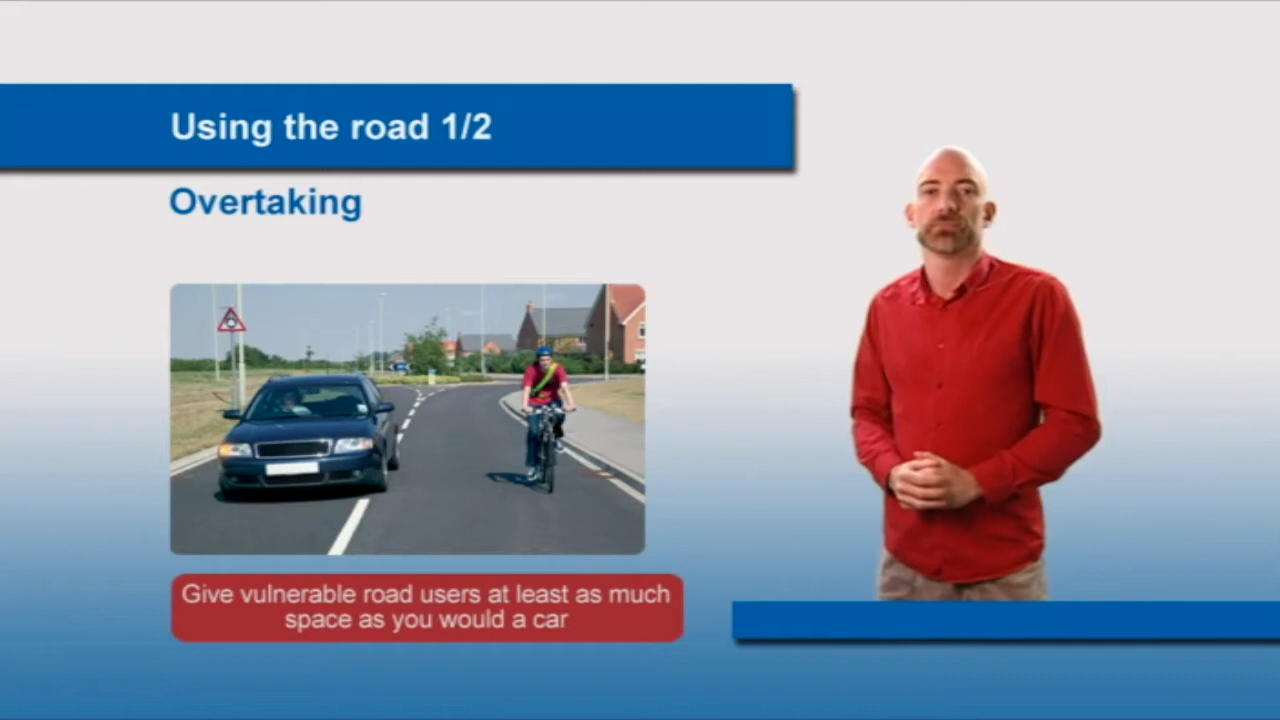 Using the road 1/2
Overtaking
Give vulnerable road users at least as much
space as you would a car